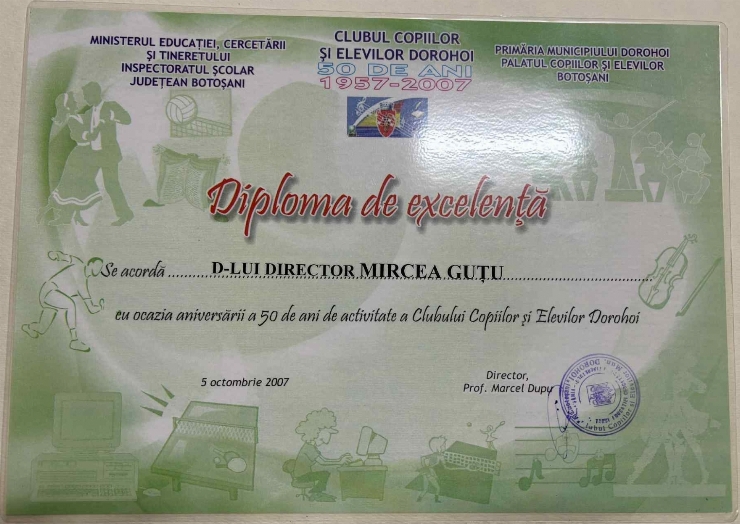 MINISTERUL EDUCAȚIEI, CERCETĂRII
ȘI TINERETULUI
INSPECTORATUL ȘCOLAR
JUDEȚEAN BOTOȘANI
CLUBUL COPIILOR
ȘI ELEVILOR DOROHOI
50 DE ANI
1957-2007
PRIMĂRIA MUNICIPIULUI DOROHOI
PALATUL COPIILOR ȘI ELEVILOR
BOTOȘANI
Diploma de excelență
Se acordă ........ D-LUI DIRECTOR MIRCEA GUȚU ........
cu ocazia aniversării a 50 de ani de activitate a Clubului Copiilor și Elevilor Dorohoi
5 octombrie 2007
Director,
Prof. Marcel Dupu